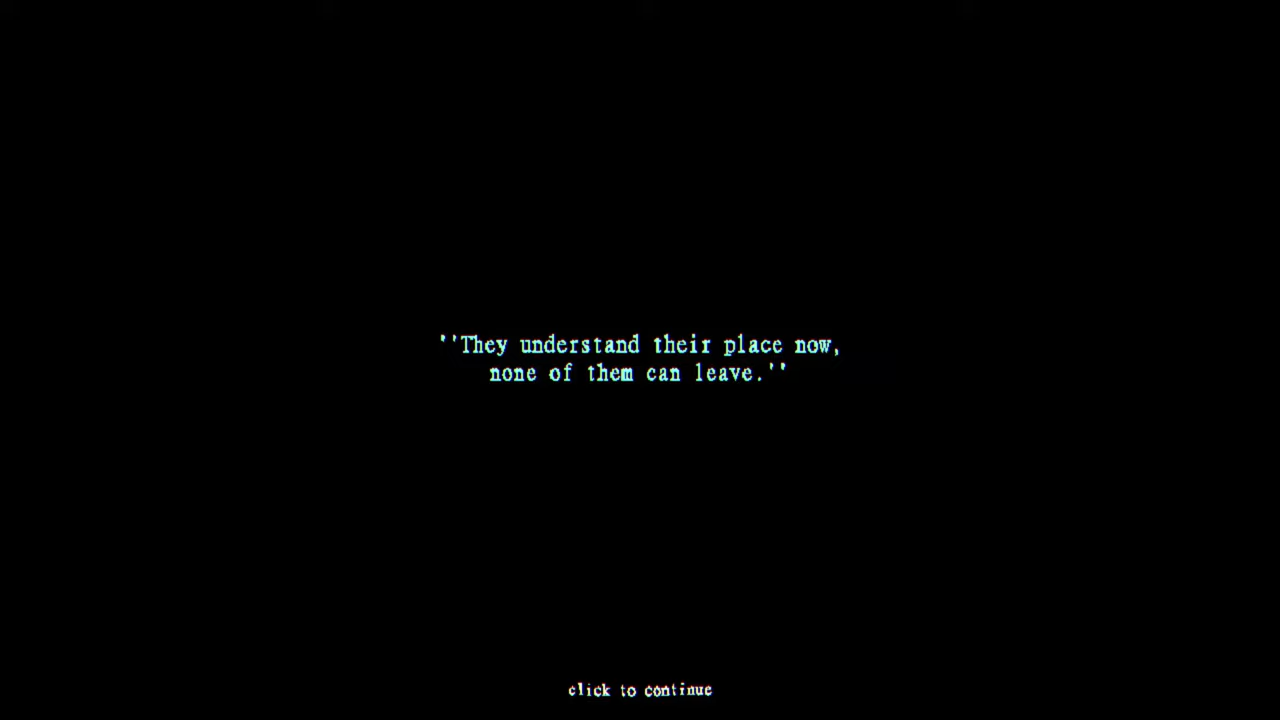 ''They understand their place now,
none of them can leave.''
click to continue